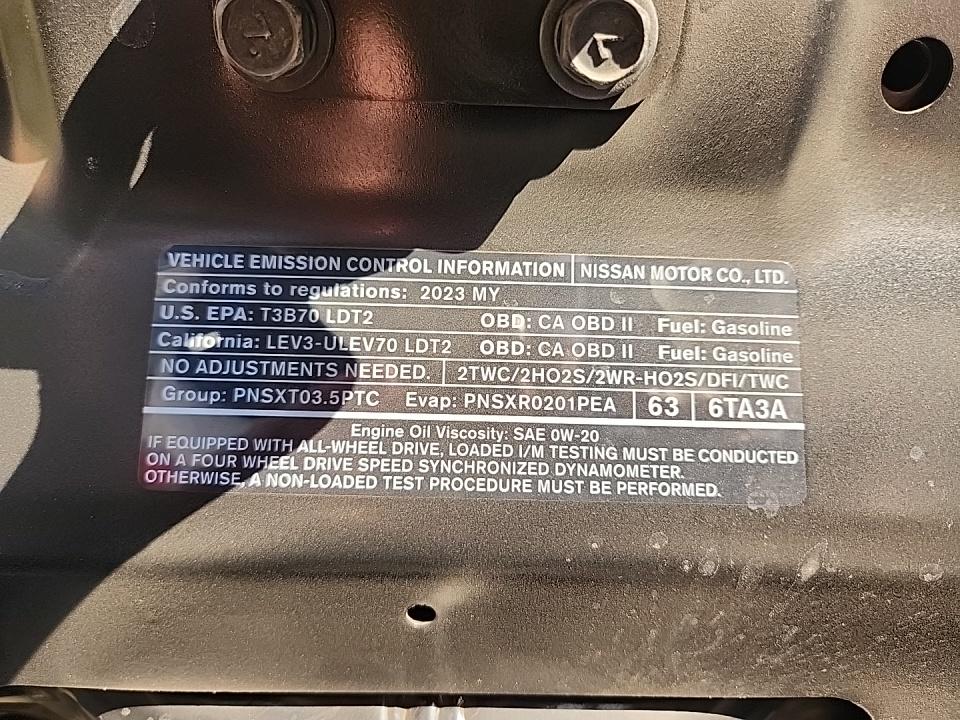 VEHICLE EMISSION CONTROL INFORMATION NISSAN MOTOR CO., LTD.
Conforms to regulations: 2023 MY
U.S. EPA: T3B70 LDT2 OBD: CA OBD II Fuel: Gasoline
California: LEV3-ULEV70 LDT2 OBD: CA OBD II Fuel: Gasoline
NO ADJUSTMENTS NEEDED. 2TWC/2HO2S/2WR-HO2S/DFI/TWC
Group: PNSXT03.5PTC Evap: PNSXR0201PEA 63 6TA3A
Engine Oil Viscosity: SAE 0W-20
IF EQUIPPED WITH ALL-WHEEL DRIVE, LOADED I/M TESTING MUST BE CONDUCTED
ON A FOUR WHEEL DRIVE SPEED SYNCHRONIZED DYNAMOMETER.
OTHERWISE, A NON-LOADED TEST PROCEDURE MUST BE PERFORMED.